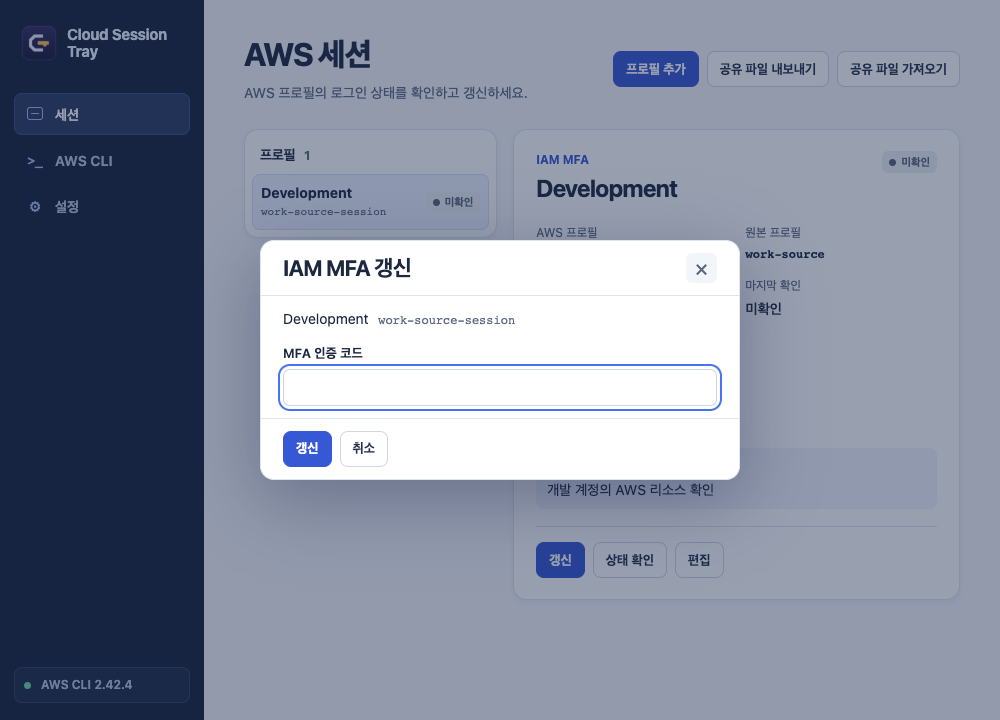 Cloud Session
Tray
세션
>_ AWS CLI
설정
AWS CLI 2.42.4
AWS 세션
AWS 프로필의 로그인 상태를 확인하고 갱신하세요.
프로필 추가
공유 파일 내보내기
공유 파일 가져오기
프로필 1
Development
work-source-session
미확인
IAM MFA
미확인
Development
AWS 프로필
원본 프로필
work-source
마지막 확인
미확인
개발 계정의 AWS 리소스 확인
갱신
상태 확인
편집
IAM MFA 갱신
×
Development work-source-session
MFA 인증 코드
갱신
취소